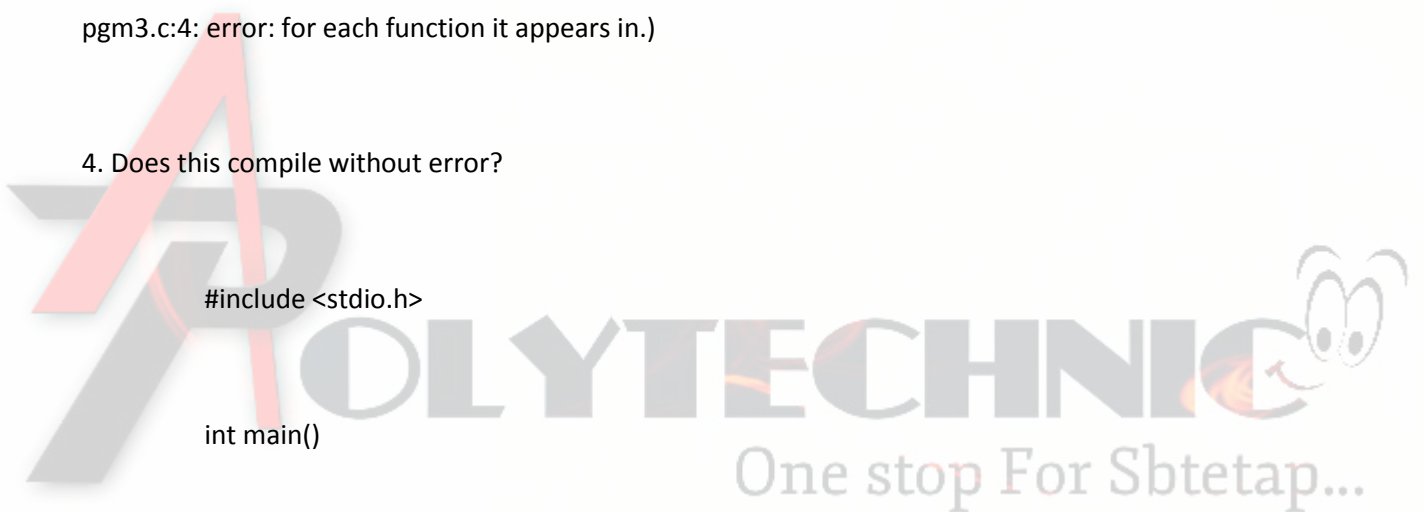 pgm3.c:4: error: for each function it appears in.)
4. Does this compile without error?
#include <stdio.h>
APOLYTECHNIC
int main()
One stop For Sbtetap...